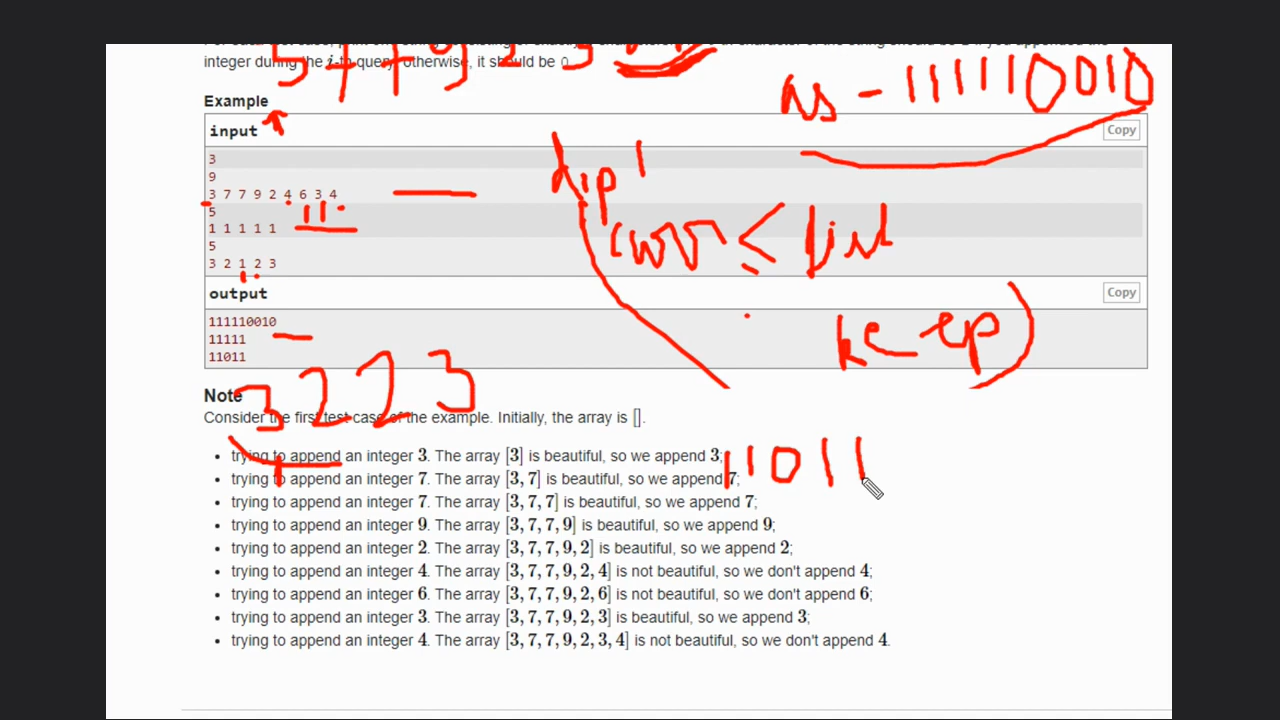 integer during the i-th query; otherwise, it should be 0.
3 7 7 9 2 3
as - 111110010
Example
input
Copy
3
9
3 7 7 9 2 4 6 3 4
5
1 1 1 1 1
5
3 2 1 2 3
dip 1
curr ≤ first
keep
output
Copy
111110010
11111
11011
3 2 2 3
Note
Consider the first test case of the example. Initially, the array is [].
11011
• trying to append an integer 3. The array [3] is beautiful, so we append 3;
• trying to append an integer 7. The array [3, 7] is beautiful, so we append 7;
• trying to append an integer 7. The array [3, 7, 7] is beautiful, so we append 7;
• trying to append an integer 9. The array [3, 7, 7, 9] is beautiful, so we append 9;
• trying to append an integer 2. The array [3, 7, 7, 9, 2] is beautiful, so we append 2;
• trying to append an integer 4. The array [3, 7, 7, 9, 2, 4] is not beautiful, so we don't append 4;
• trying to append an integer 6. The array [3, 7, 7, 9, 2, 6] is not beautiful, so we don't append 6;
• trying to append an integer 3. The array [3, 7, 7, 9, 2, 3] is beautiful, so we append 3;
• trying to append an integer 4. The array [3, 7, 7, 9, 2, 3, 4] is not beautiful, so we don't append 4.